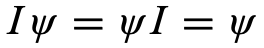 Iψ = ψI = ψ